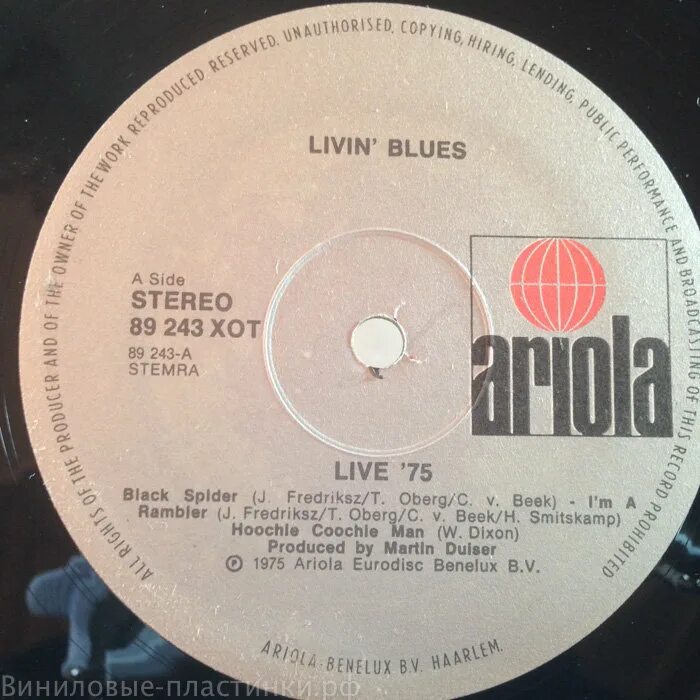 ALL RIGHTS OF THE PRODUCER AND OF THE OWNER OF THE WORK REPRODUCED RESERVED. UNAUTHORISED, COPYING, HIRING, LENDING, PUBLIC PERFORMANCE AND BROADCASTING OF THIS RECORD PROHIBITED
LIVIN' BLUES
A Side
STEREO
89 243 XOT
89 243-A
STEMRA
ariola
LIVE '75
Black Spider (J. Fredriksz/T. Oberg/C. v. Beek) - I'm A
Rambler (J. Fredriksz/T. Oberg/C. v. Beek/H. Smitskamp)
Hoochie Coochie Man (W. Dixon)
Produced by Martin Duiser
℗ 1975 Ariola Eurodisc Benelux B.V.
ARIOLA-BENELUX B.V. HAARLEM.
Виниловые-пластинки.рф